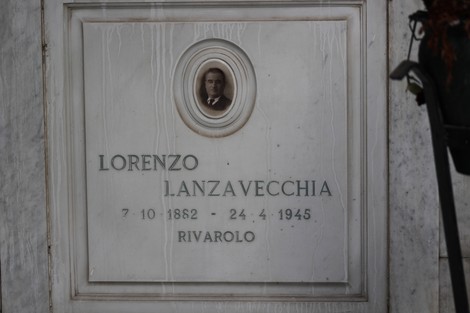 LORENZO
LANZAVECCHIA
7 10 1882 - 24 4 1945
RIVAROLO